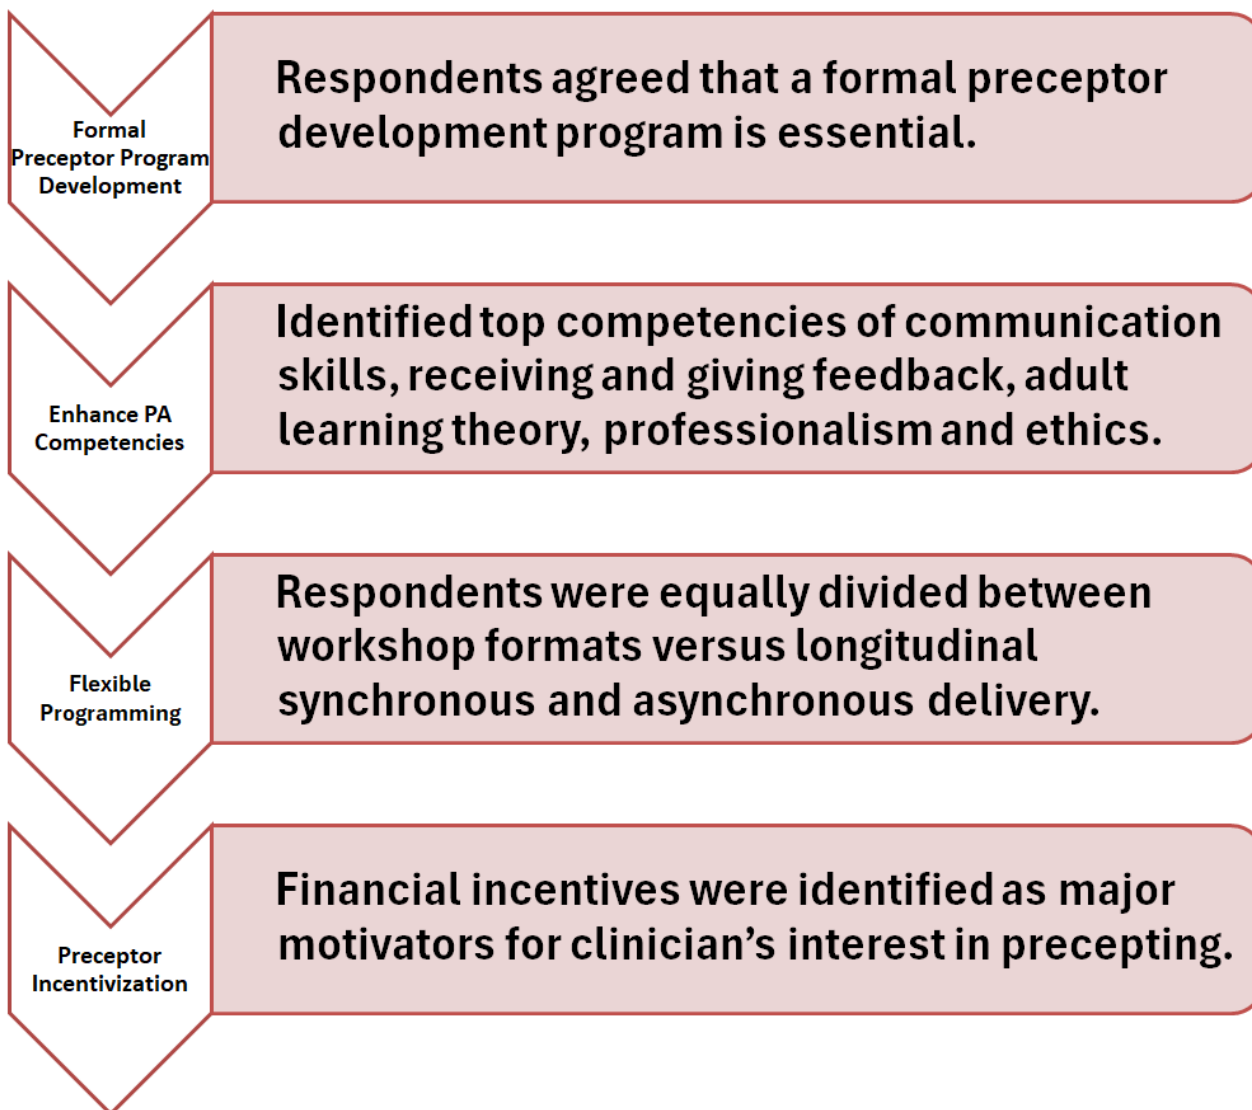 Formal
Preceptor Program
Development
Respondents agreed that a formal preceptor
development program is essential.
Enhance PA
Competencies
Identified top competencies of communication
skills, receiving and giving feedback, adult
learning theory, professionalism and ethics.
Flexible
Programming
Respondents were equally divided between
workshop formats versus longitudinal
synchronous and asynchronous delivery.
Preceptor
Incentivization
Financial incentives were identified as major
motivators for clinician’s interest in precepting.